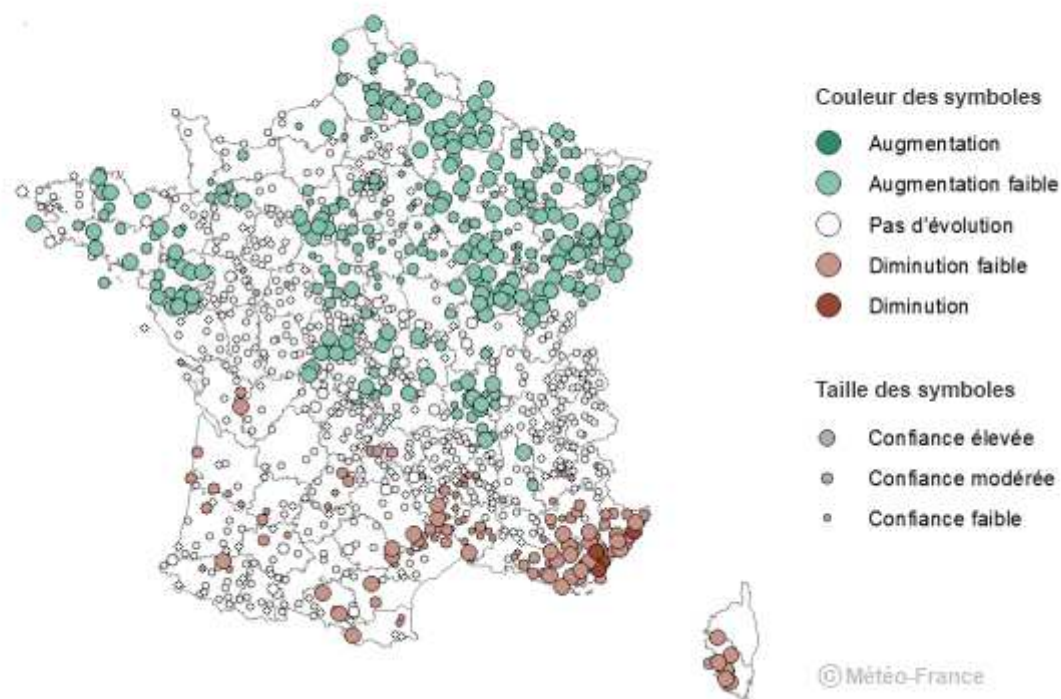 Couleur des symboles
Augmentation
Augmentation faible
Pas d'évolution
Diminution faible
Diminution
Taille des symboles
Confiance élevée
Confiance modérée
Confiance faible
©Météo-France